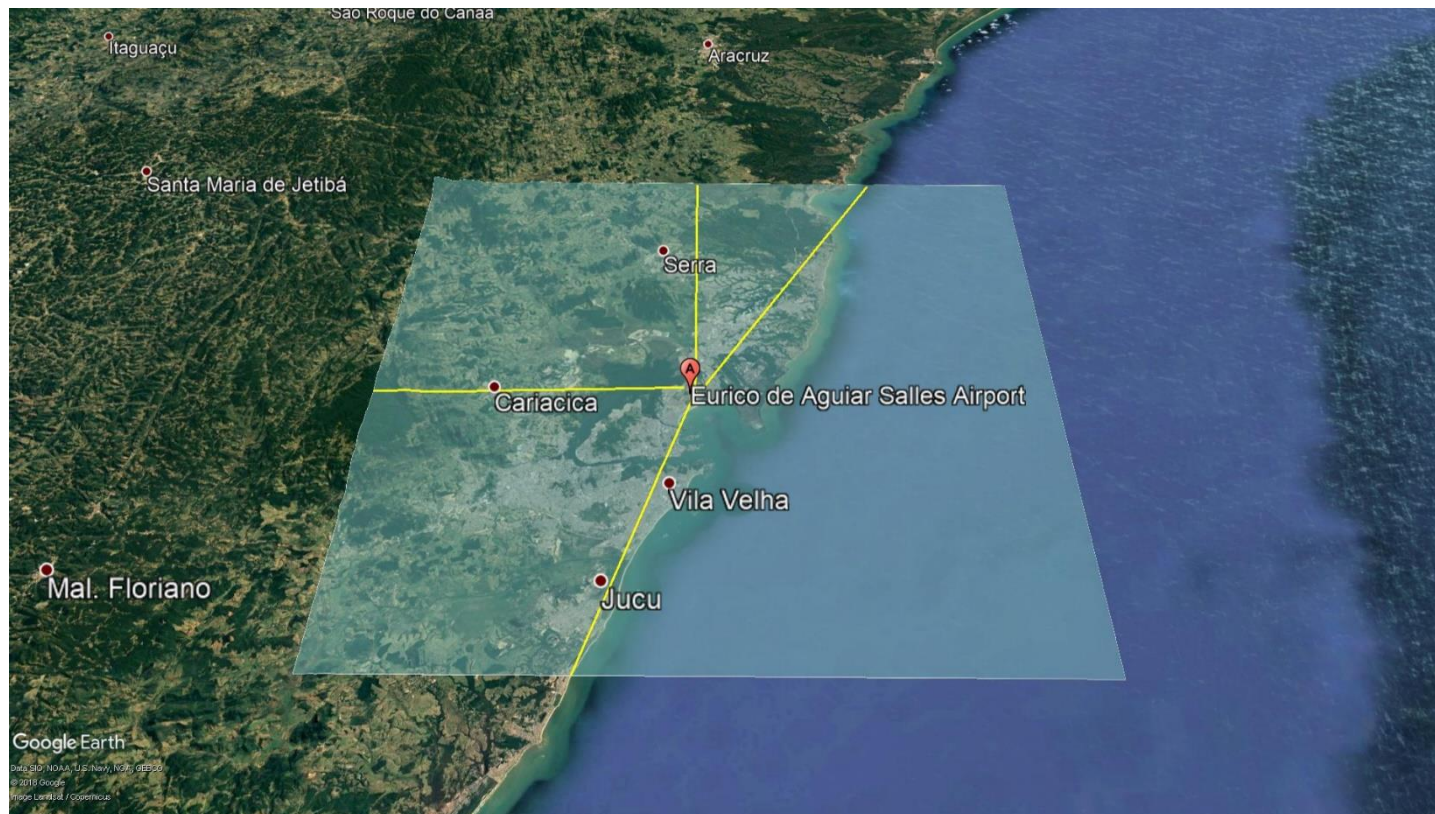 São Roque do Canaã
Itaguaçu
Aracruz
Santa Maria de Jetibá
Serra
A
Eurico de Aguiar Salles Airport
Cariacica
Vila Velha
Mal. Floriano
Jucu
Google Earth
Data SIO, NOAA, U.S. Navy, NGA, GEBCO
© 2018 Google
Image Landsat / Copernicus